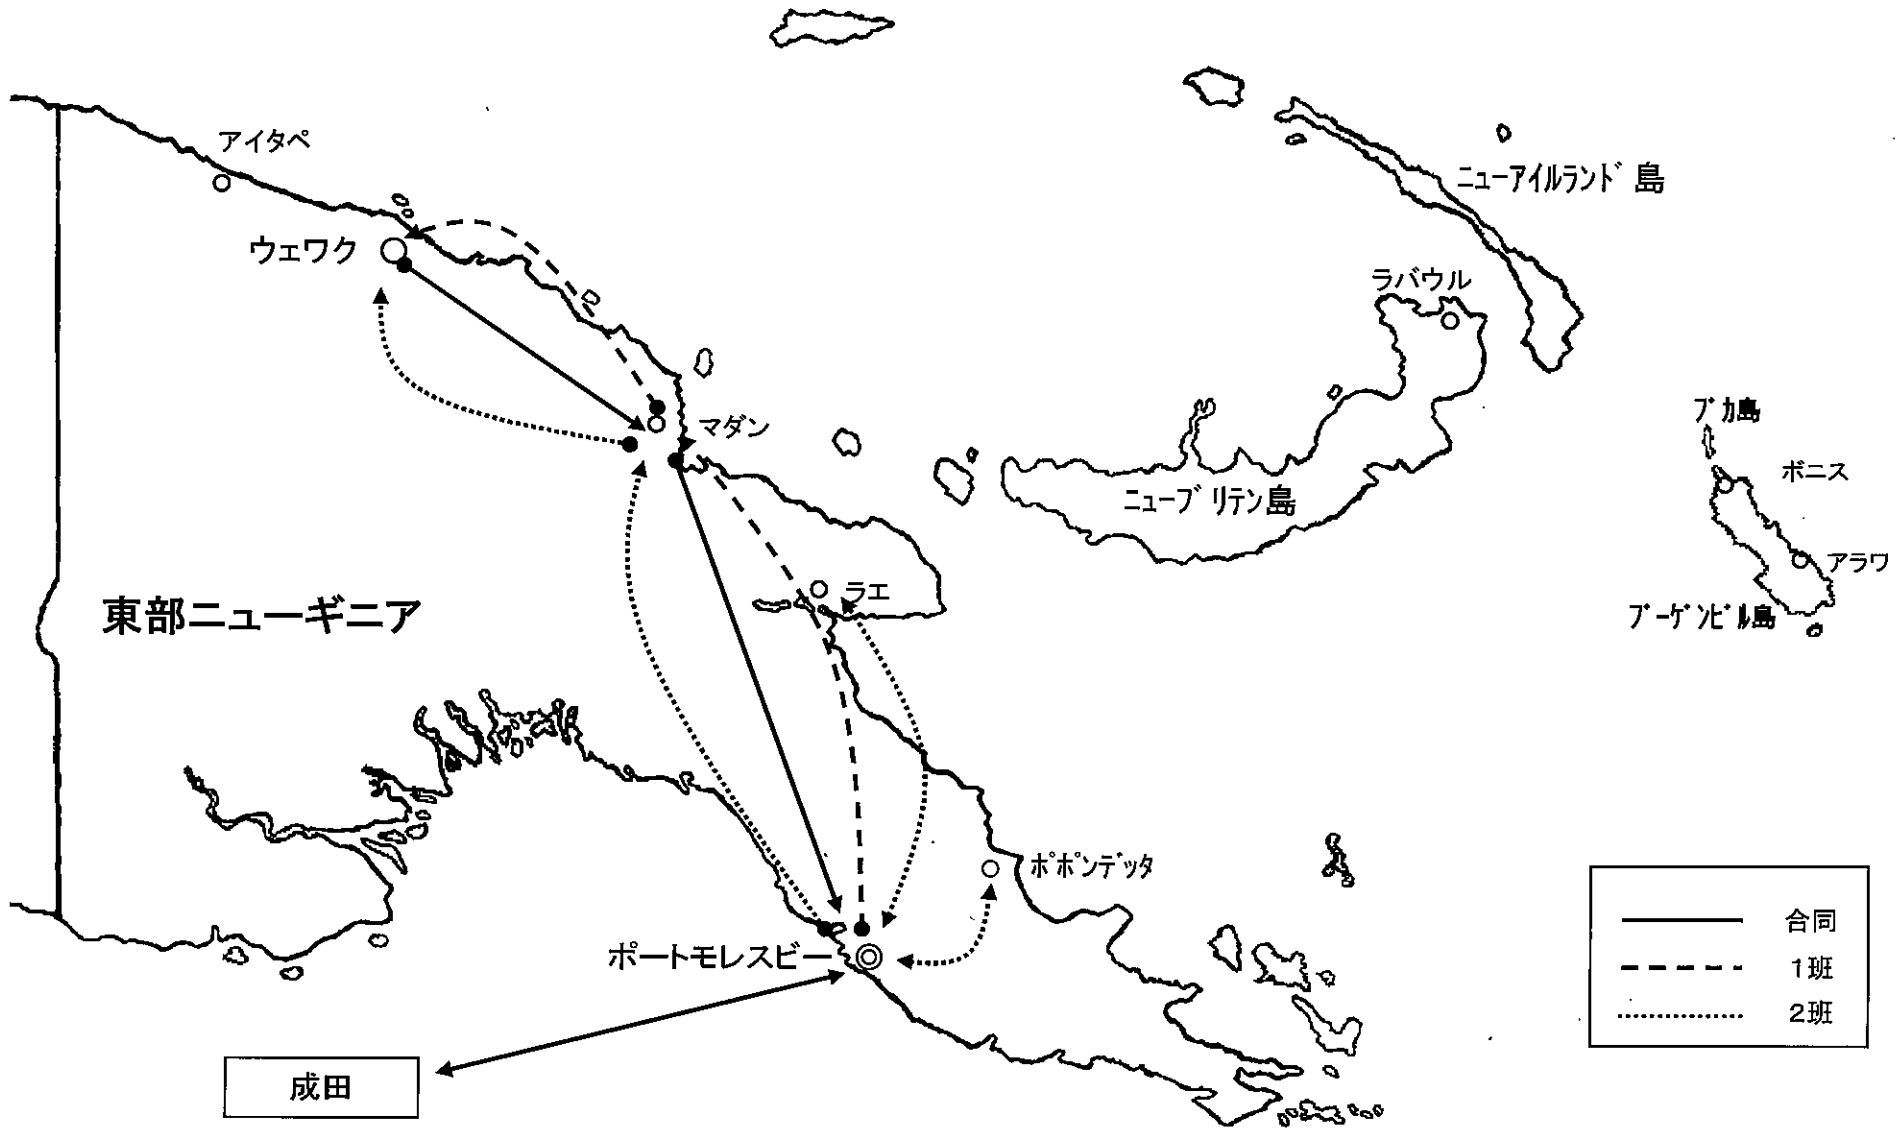 アイタペ
ニューアイルランド島
ウェワク
ラバウル
ブカ島
マダン
ボニス
ニューブリテン島
アラワ
ラエ
東部ニューギニア
ブーゲンビル島
ポポンデッタ
ポートモレスビー
成田
合同
1班
2班